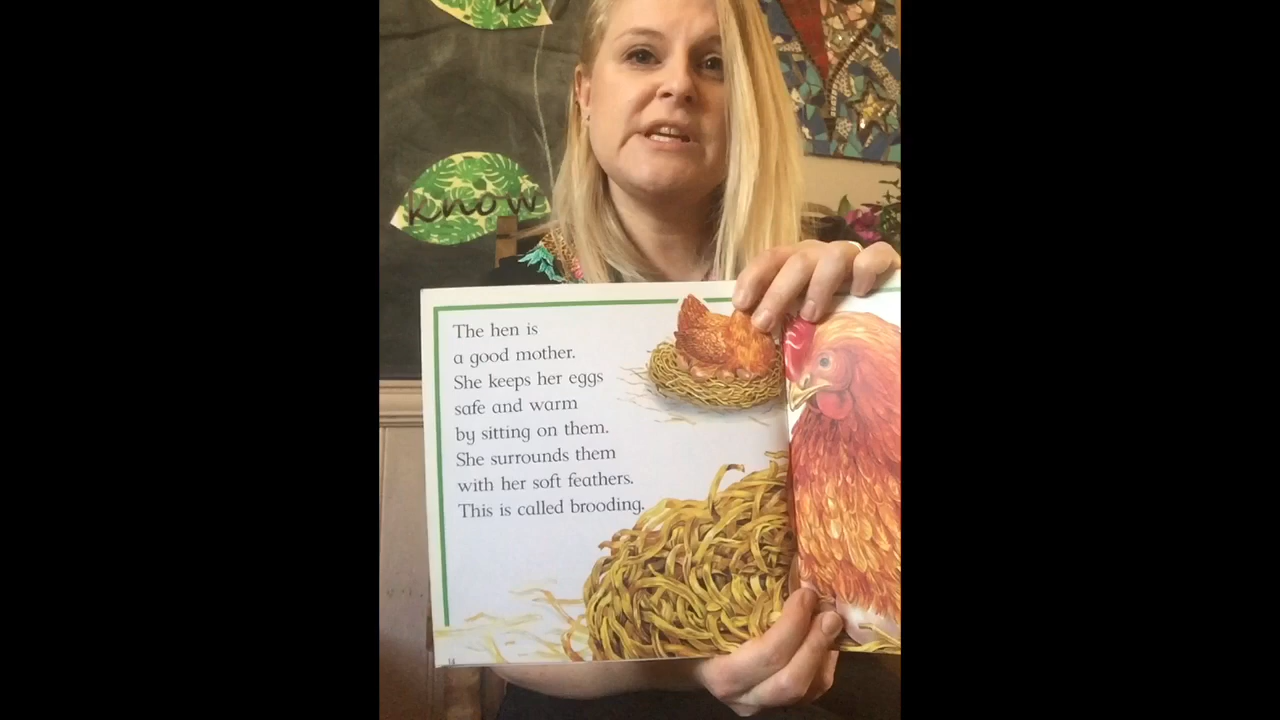 know
The hen is
a good mother.
She keeps her eggs
safe and warm
by sitting on them.
She surrounds them
with her soft feathers.
This is called brooding.